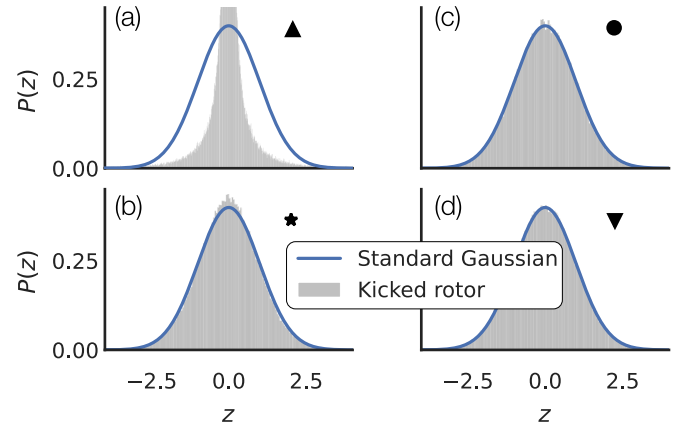 (a)
(c)
P(z)
0.25
0.00
(b)
(d)
P(z)
0.25
0.00
Standard Gaussian
Kicked rotor
−2.5 0.0 2.5
−2.5 0.0 2.5
z
z